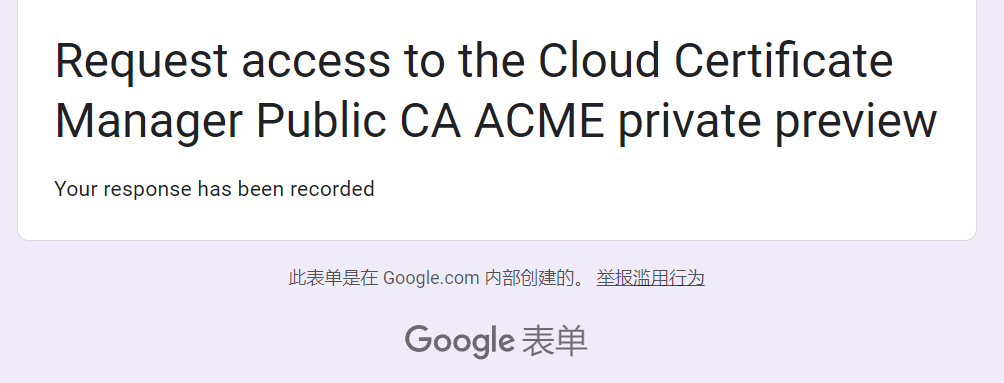 Request access to the Cloud Certificate
Manager Public CA ACME private preview
Your response has been recorded
此表单是在 Google.com 内部创建的。 举报滥用行为
Google 表单